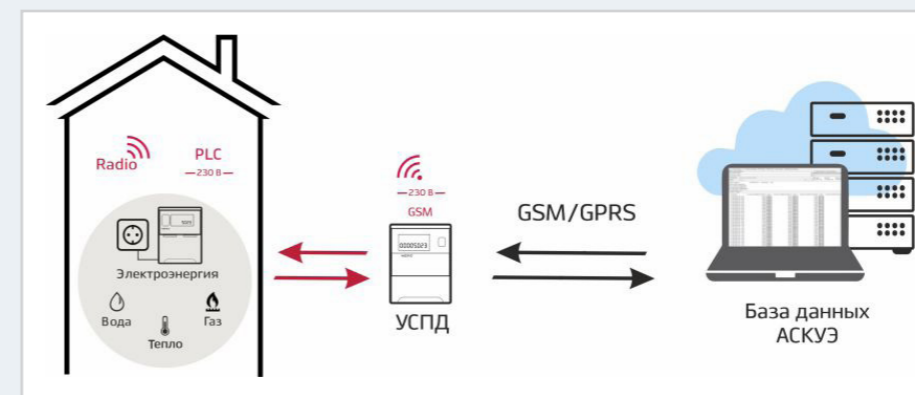 Radio
PLC
230 В
Электроэнергия
Вода
Газ
Тепло
230 В
GSM
УСПД
GSM/GPRS
База данных
АСКУЭ